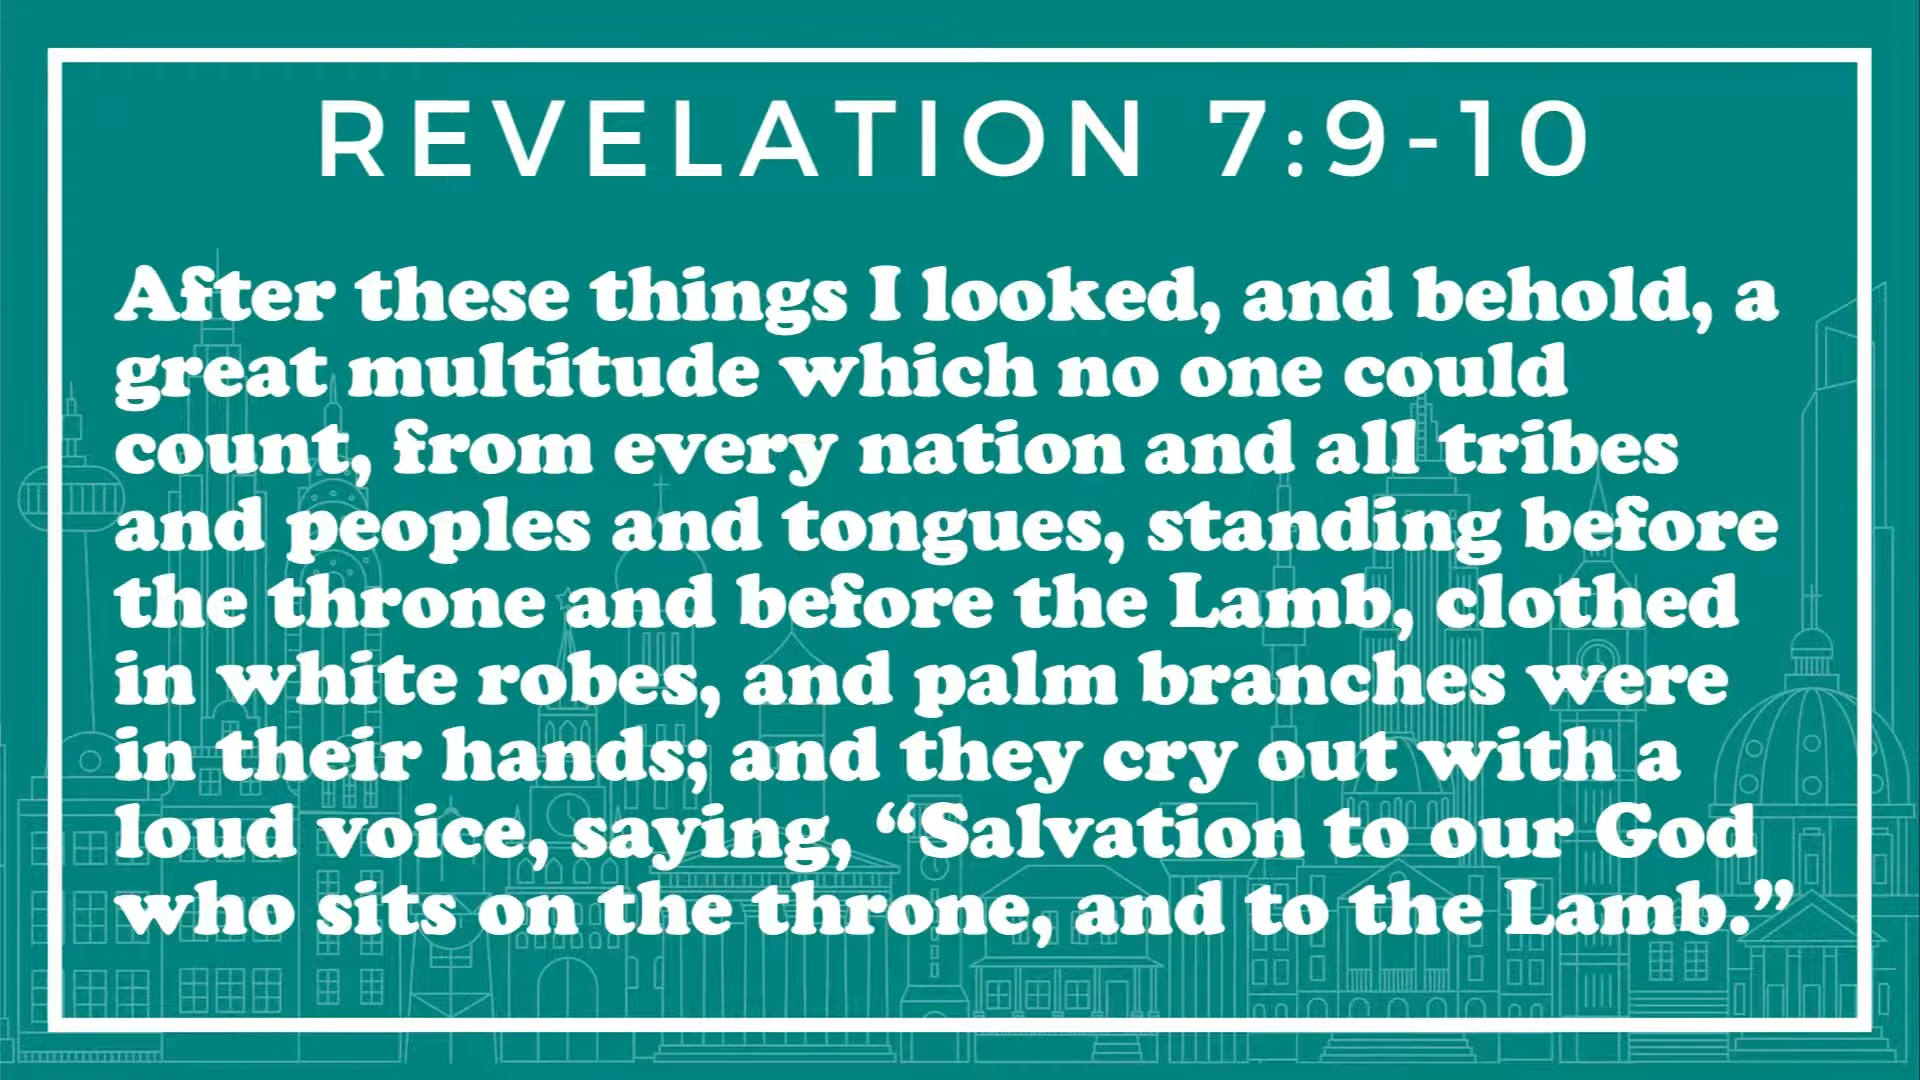 REVELATION 7:9-10
After these things I looked, and behold, a
great multitude which no one could
count, from every nation and all tribes
and peoples and tongues, standing before
the throne and before the Lamb, clothed
in white robes, and palm branches were
in their hands; and they cry out with a
loud voice, saying, “Salvation to our God
who sits on the throne, and to the Lamb.”